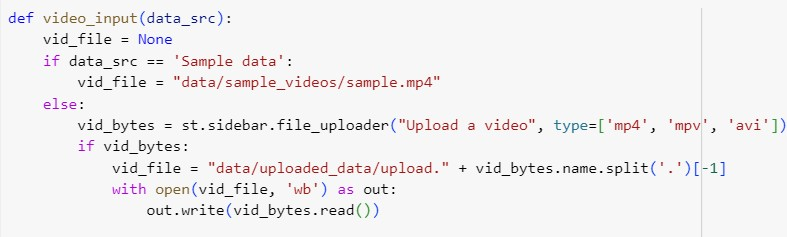 def video_input(data_src):
    vid_file = None
    if data_src == 'Sample data':
        vid_file = "data/sample_videos/sample.mp4"
    else:
        vid_bytes = st.sidebar.file_uploader("Upload a video", type=['mp4', 'mpv', 'avi'])
        if vid_bytes:
            vid_file = "data/uploaded_data/upload." + vid_bytes.name.split('.')[-1]
            with open(vid_file, 'wb') as out:
                out.write(vid_bytes.read())